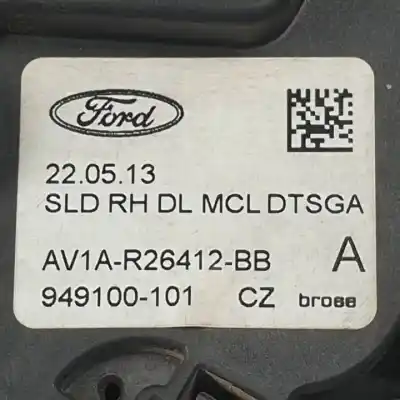 Ford
22.05.13
SLD RH DL MCL DTSGA
AV1A-R26412-BB A
949100-101 CZ brose